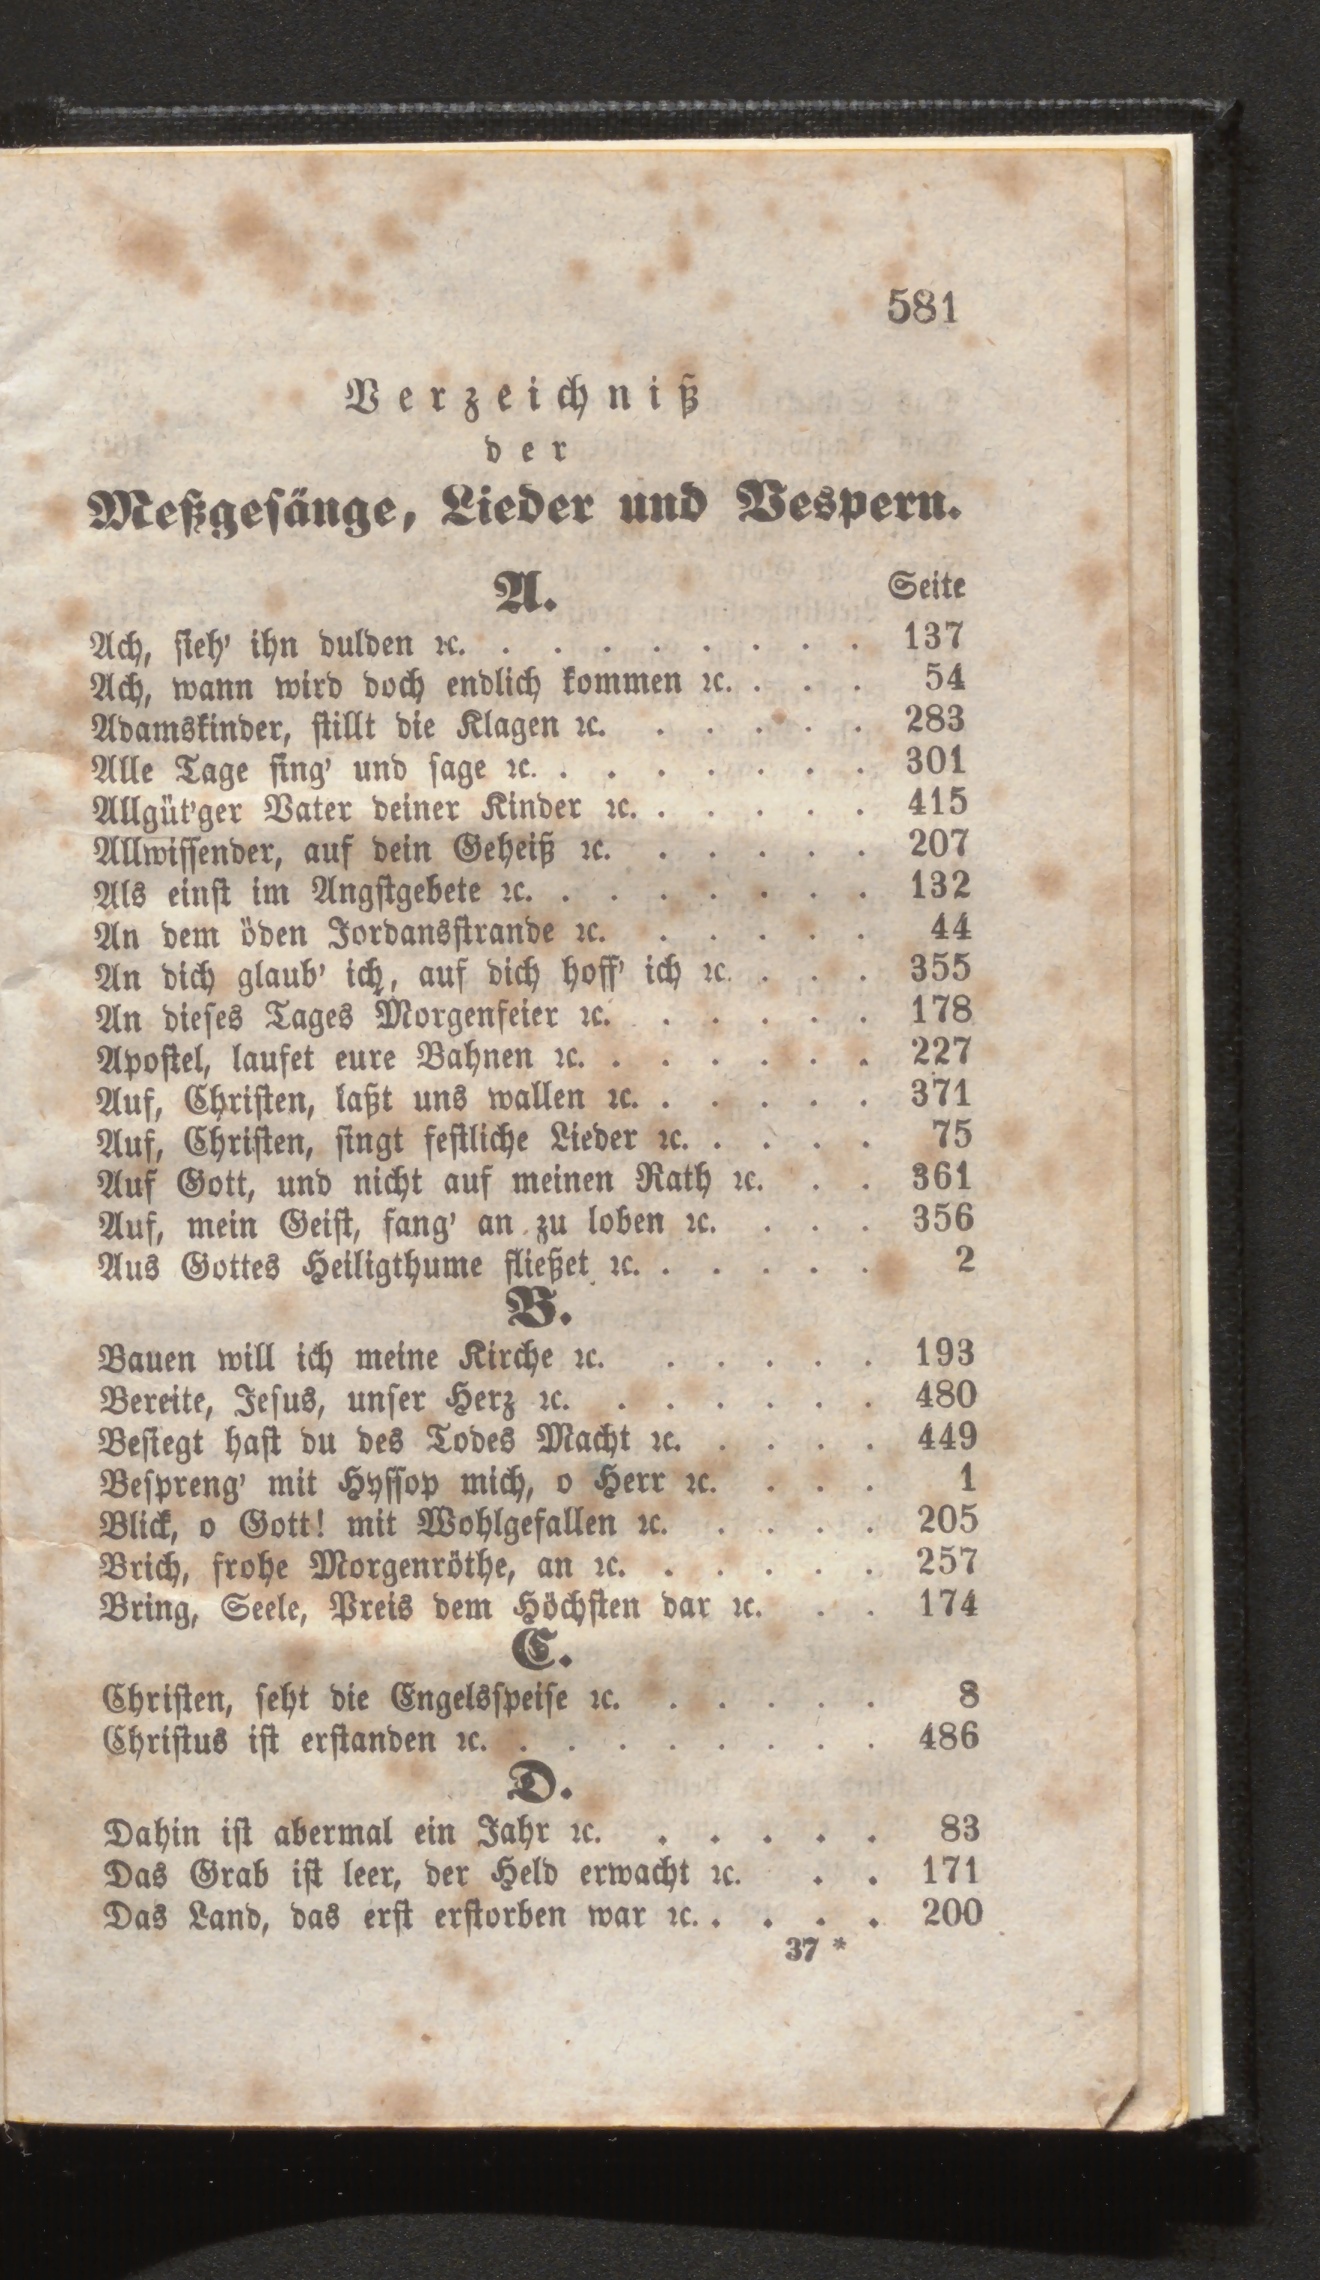 581
Verzeichniß
der
Meßgesänge, Lieder und Vespern.
A. Seite
Ach, sieh' ihn dulden ꝛc. . . . . . . . . 137
Ach, wann wird doch endlich kommen ꝛc. . . . 54
Adamskinder, stillt die Klagen ꝛc. . . . . . 283
Alle Tage sing' und sage ꝛc. . . . . . . . 301
Allgüt'ger Vater deiner Kinder ꝛc. . . . . . 415
Allwissender, auf dein Geheiß ꝛc. . . . . . 207
Als einst im Angstgebete ꝛc. . . . . . . . 132
An dem öden Jordansstrande ꝛc. . . . . . 44
An dich glaub' ich, auf dich hoff' ich ꝛc. . . . 355
An dieses Tages Morgenfeier ꝛc. . . . . . 178
Apostel, laufet eure Bahnen ꝛc. . . . . . . 227
Auf, Christen, laßt uns wallen ꝛc. . . . . . 371
Auf, Christen, singt festliche Lieder ꝛc. . . . . 75
Auf Gott, und nicht auf meinen Rath ꝛc. . . 361
Auf, mein Geist, fang' an zu loben ꝛc. . . . 356
Aus Gottes Heiligthume fließet ꝛc. . . . . . 2
B.
Bauen will ich meine Kirche ꝛc. . . . . . 193
Bereite, Jesus, unser Herz ꝛc. . . . . . . 480
Besiegt hast du des Todes Macht ꝛc. . . . . 449
Bespreng' mit Hyssop mich, o Herr ꝛc. . . . 1
Blick, o Gott! mit Wohlgefallen ꝛc. . . . . 205
Brich, frohe Morgenröthe, an ꝛc. . . . . . 257
Bring, Seele, Preis dem Höchsten dar ꝛc. . . 174
C.
Christen, seht die Engelsspeise ꝛc. . . . . . 8
Christus ist erstanden ꝛc. . . . . . . . . 486
D.
Dahin ist abermal ein Jahr ꝛc. . . . . . 83
Das Grab ist leer, der Held erwacht ꝛc. . . 171
Das Land, das erst erstorben war ꝛc. . . . . 200
37 *